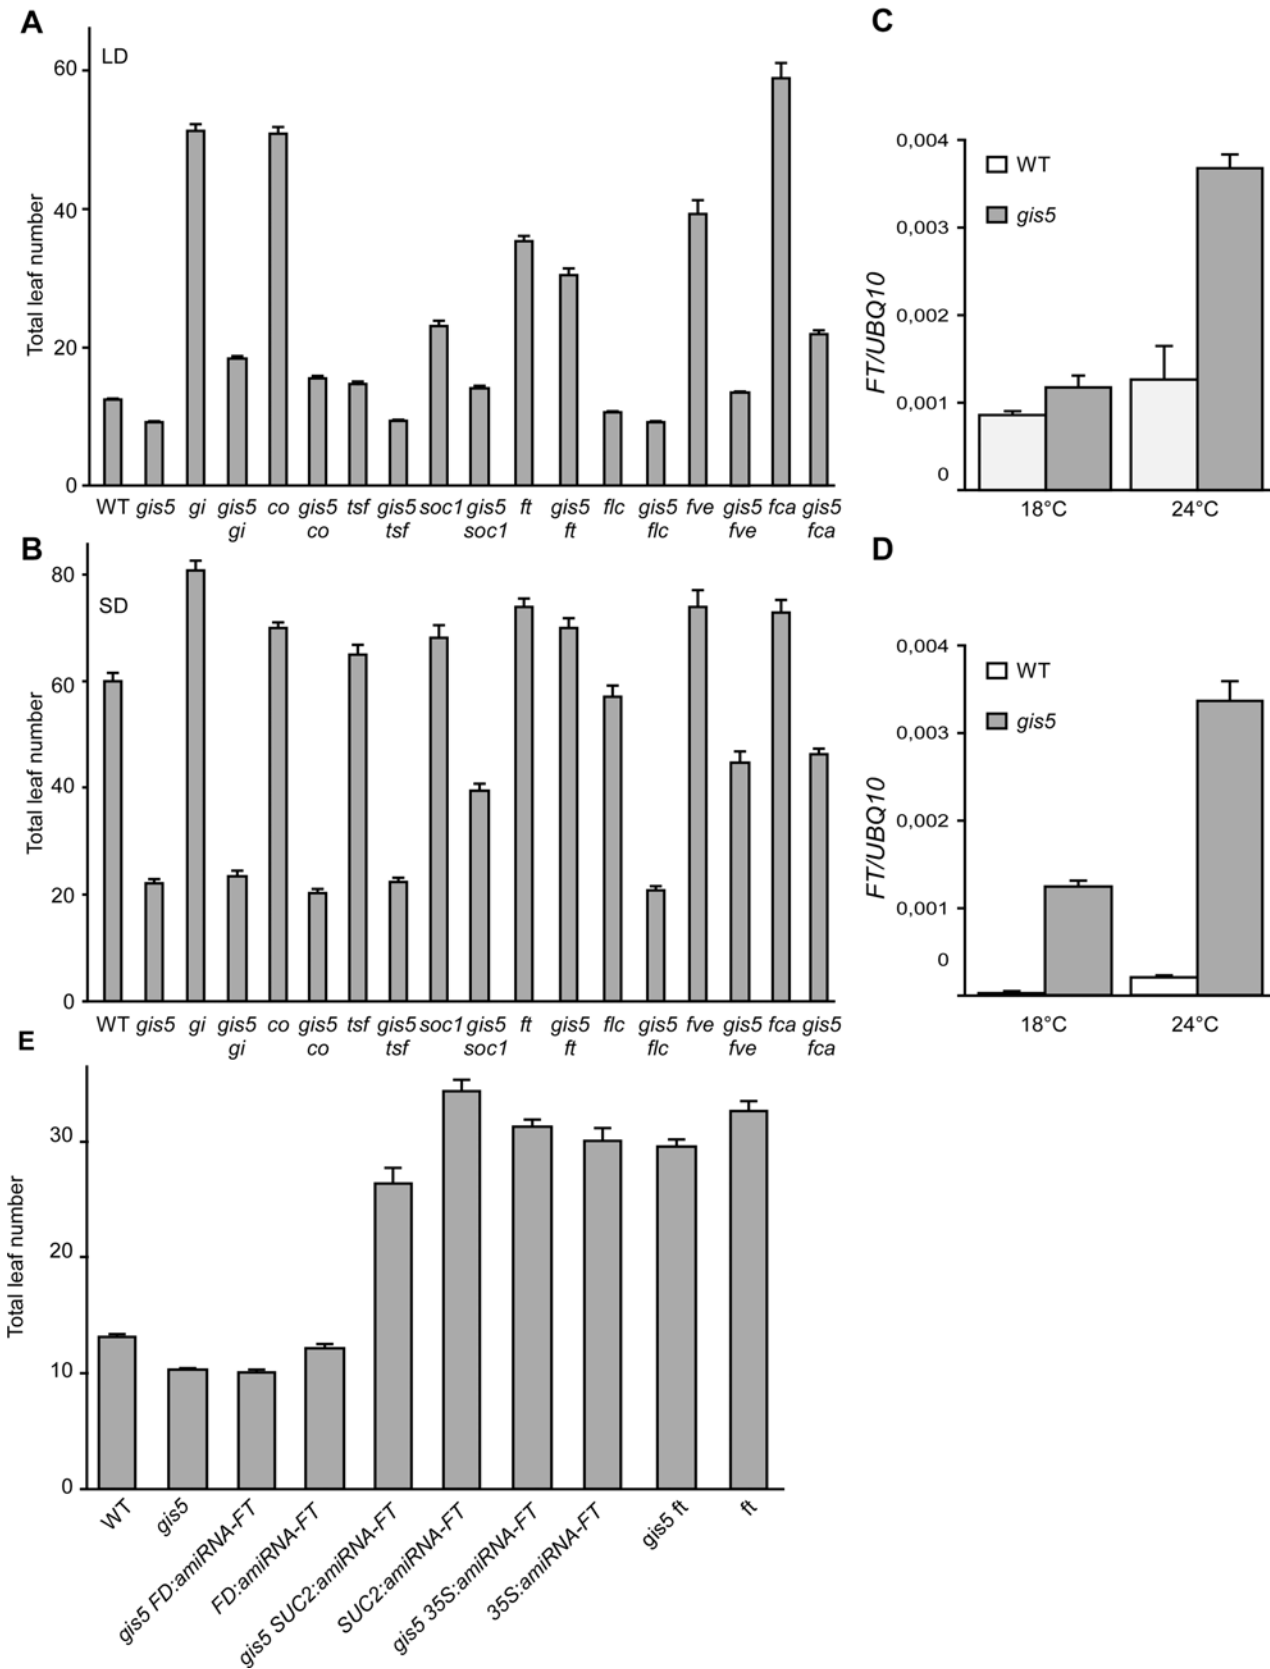 A
LD
Total leaf number
60
40
20
0
WT gis5 gi gis5 co gis5 tsf gis5 soc1 gis5 ft gis5 flc gis5 fve gis5 fca gis5
gi co tsf soc1 ft flc fve fca
B
SD
Total leaf number
80
60
40
20
0
WT gis5 gi gis5 co gis5 tsf gis5 soc1 gis5 ft gis5 flc gis5 fve gis5 fca gis5
gi co tsf soc1 ft flc fve fca
C
FT/UBQ10
0,004
0,003
0,002
0,001
0
WT
gis5
18°C 24°C
D
FT/UBQ10
0,004
0,003
0,002
0,001
0
WT
gis5
18°C 24°C
E
Total leaf number
30
20
10
0
WT
gis5
gis5 FD:amiRNA-FT
FD:amiRNA-FT
gis5 SUC2:amiRNA-FT
SUC2:amiRNA-FT
gis5 35S:amiRNA-FT
35S:amiRNA-FT
gis5 ft
ft